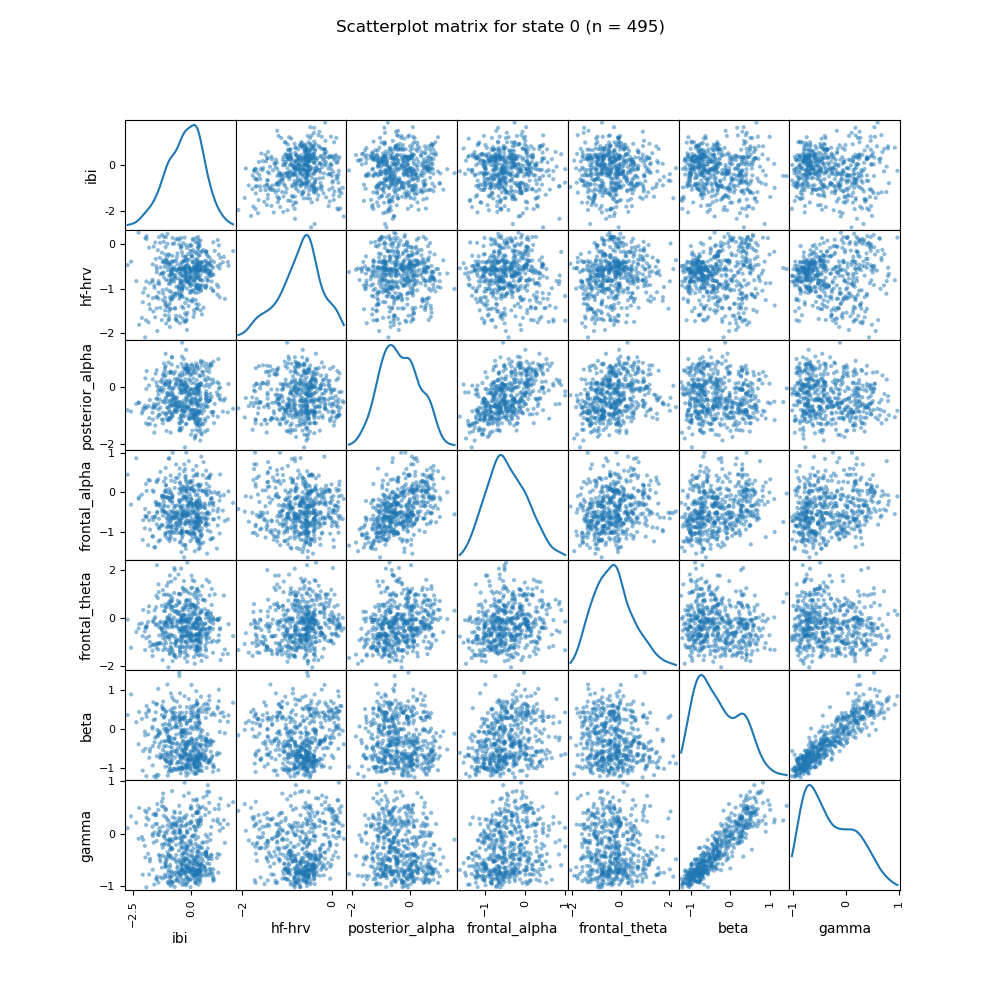 Scatterplot matrix for state 0 (n = 495)
ibi
0
-2
hf-hrv
0
−1
−2
posterior_alpha
0
−2
frontal_alpha
1
0
−1
frontal_theta
2
0
−2
beta
1
0
−1
gamma
1
0
−1
−2.5 0.0 −2 0 −2 0 −1 0 1 −2 0 2 −1 0 1 −1 0 1
ibi hf-hrv posterior_alpha frontal_alpha frontal_theta beta gamma